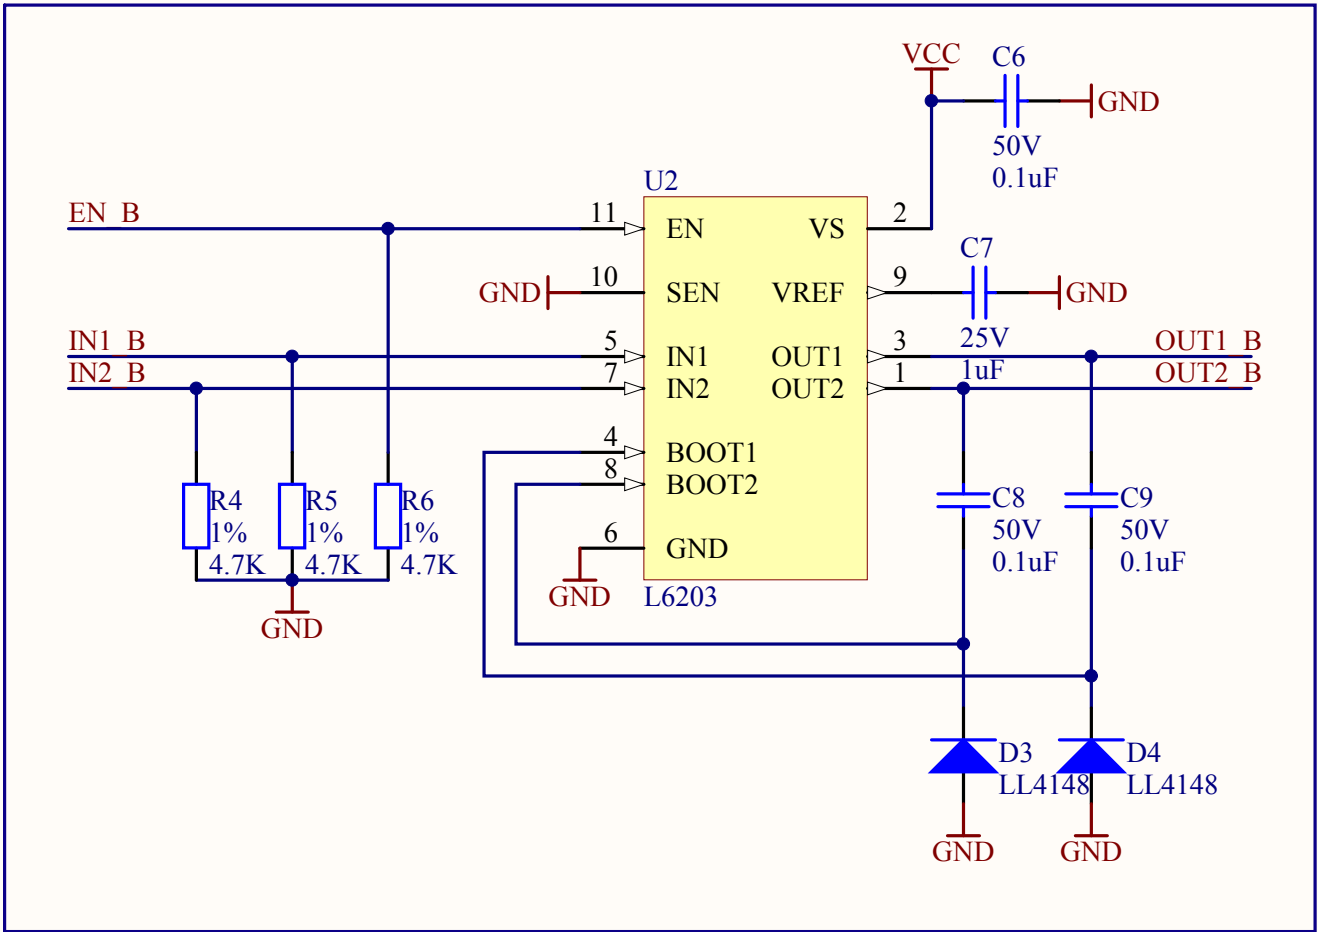 VCC
C6
GND
50V
0.1uF
U2
EN_B
11
EN
VS
2
C7
GND
10
SEN
VREF
9
GND
25V
1uF
IN1_B
5
IN1
OUT1
3
OUT1_B
IN2_B
7
IN2
OUT2
1
OUT2_B
4
BOOT1
8
BOOT2
6
GND
GND
L6203
R4
1%
4.7K
R5
1%
4.7K
R6
1%
4.7K
GND
C8
50V
0.1uF
C9
50V
0.1uF
D3
LL4148
D4
LL4148
GND
GND